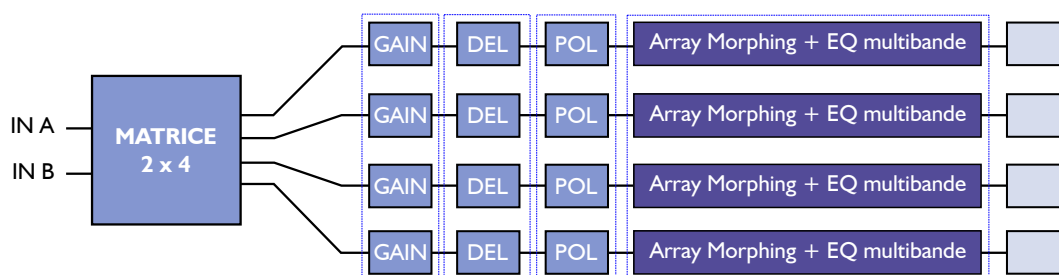 GAIN DEL POL Array Morphing + EQ multibande
IN A
IN B
MATRICE
2 x 4
GAIN DEL POL Array Morphing + EQ multibande
GAIN DEL POL Array Morphing + EQ multibande
GAIN DEL POL Array Morphing + EQ multibande